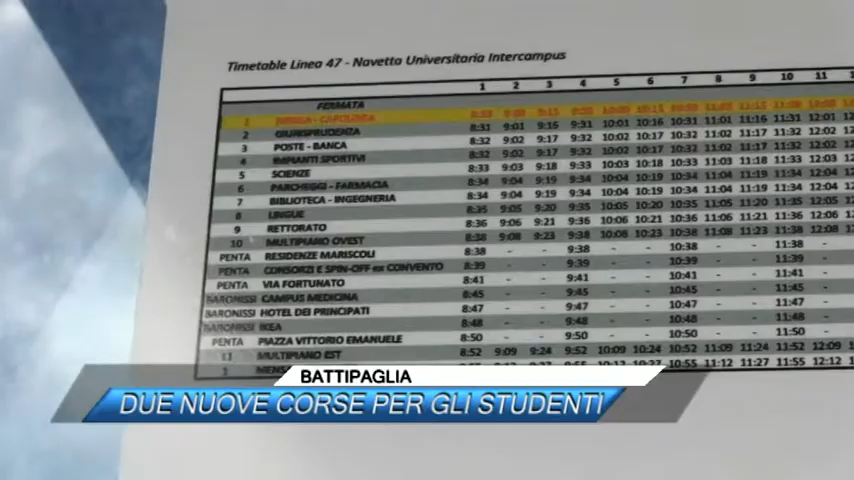 Timetable Linea 47 - Navetta Universitaria Intercampus
1 2 3 4 5 6 7 8 9 10 11
FERMATA
1
2 GIURISPRUDENZA 8:31 9:01 9:16 9:31 10:01 10:16 10:31 11:01 11:16 11:31 12:01
3 POSTE - BANCA 8:32 9:02 9:17 9:32 10:02 10:17 10:32 11:02 11:17 11:32 12:02
4 IMPIANTI SPORTIVI 8:32 9:02 9:17 9:32 10:02 10:17 10:32 11:02 11:17 11:32 12:02
5 SCIENZE 8:33 9:03 9:18 9:33 10:03 10:18 10:33 11:03 11:18 11:33 12:03
6 PARCHEGGI - FARMACIA 8:34 9:04 9:19 9:34 10:04 10:19 10:34 11:04 11:19 11:34 12:04
7 BIBLIOTECA - INGEGNERIA 8:34 9:04 9:19 9:34 10:04 10:19 10:34 11:04 11:19 11:34 12:04
8 LINGUE 8:35 9:05 9:20 9:35 10:05 10:20 10:35 11:05 11:20 11:35 12:05
9 RETTORATO 8:36 9:06 9:21 9:36 10:06 10:21 10:36 11:06 11:21 11:36 12:06
10 MULTIPIANO OVEST 8:38 9:08 9:23 9:38 10:08 10:23 10:38 11:08 11:23 11:38 12:08
PENTA RESIDENZE MARISCOLI 8:38 - - 9:38 - - 10:38 - - 11:38 -
PENTA CONSORZI E SPIN-OFF ex CONVENTO 8:39 - - 9:39 - - 10:39 - - 11:39 -
PENTA VIA FORTUNATO 8:41 - - 9:41 - - 10:41 - - 11:41 -
BARONISSI CAMPUS MEDICINA 8:45 - - 9:45 - - 10:45 - - 11:45 -
BARONISSI HOTEL DEI PRINCIPATI 8:47 - - 9:47 - - 10:47 - - 11:47 -
BARONISSI IKEA 8:48 - - 9:48 - - 10:48 - - 11:48 -
PENTA PIAZZA VITTORIO EMANUELE 8:50 - - 9:50 - - 10:50 - - 11:50 -
11 MULTIPIANO EST 8:52 9:09 9:24 9:52 10:09 10:24 10:52 11:09 11:24 11:52 12:09
1 10:55 11:12 11:27 11:55 12:12
BATTIPAGLIA
DUE NUOVE CORSE PER GLI STUDENTI